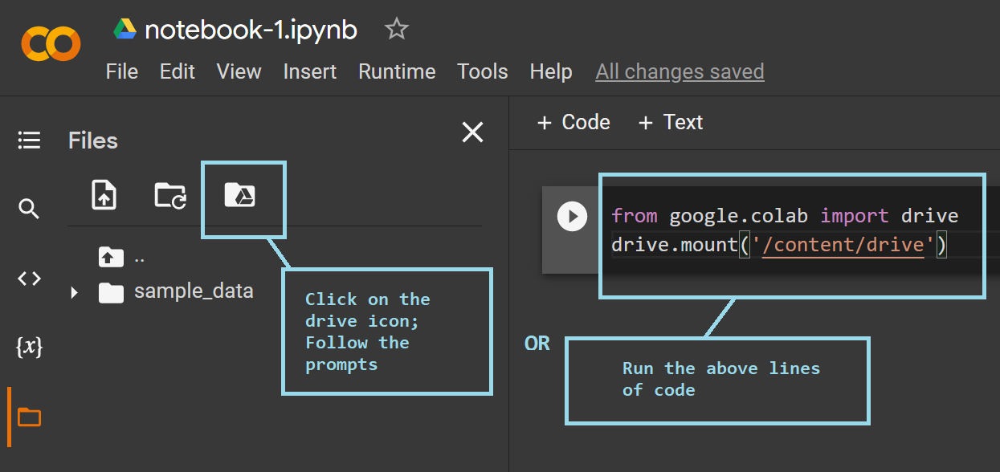 notebook-1.ipynb
File Edit View Insert Runtime Tools Help All changes saved
Files
+ Code + Text
..
sample_data
{x}
Click on the
drive icon;
Follow the
prompts
from google.colab import drive
drive.mount('/content/drive')
OR
Run the above lines
of code